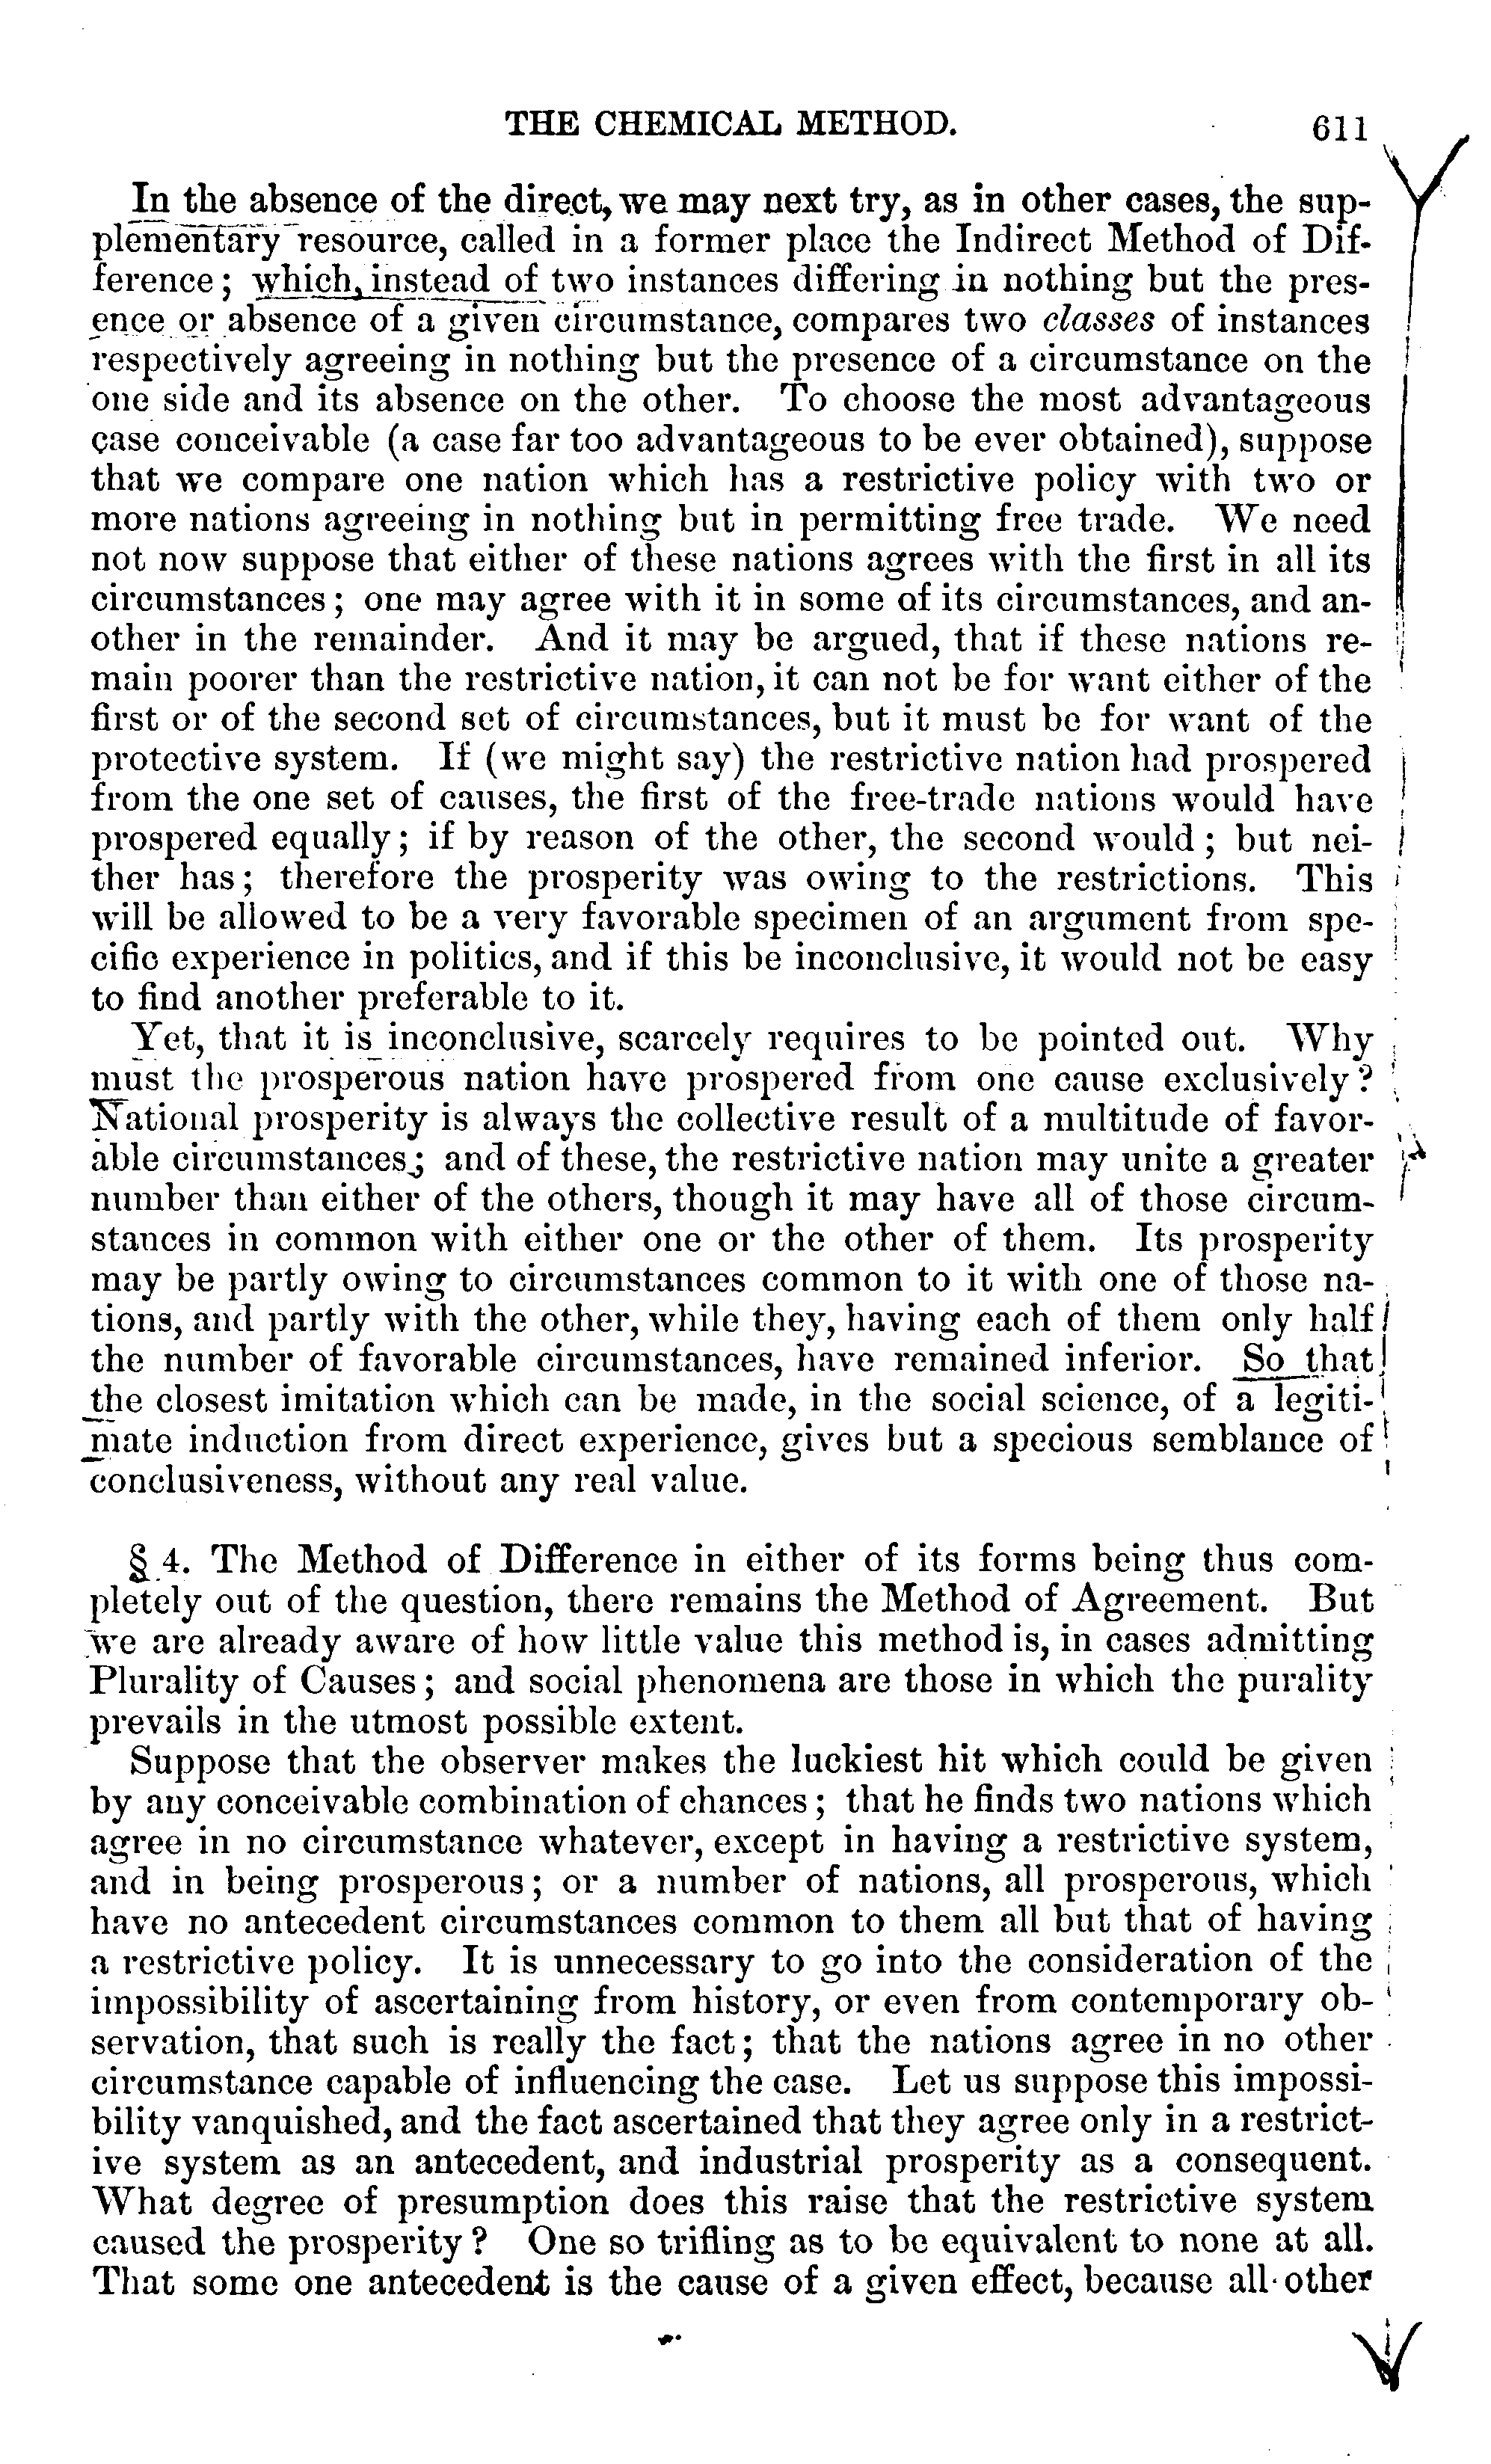 THE CHEMICAL METHOD. 611
In the absence of the direct, we may next try, as in other cases, the sup-
plementary resource, called in a former place the Indirect Method of Dif-
ference; which, instead of two instances differing in nothing but the pres-
ence or absence of a given circumstance, compares two classes of instances
respectively agreeing in nothing but the presence of a circumstance on the
one side and its absence on the other. To choose the most advantageous
case conceivable (a case far too advantageous to be ever obtained), suppose
that we compare one nation which has a restrictive policy with two or
more nations agreeing in nothing but in permitting free trade. We need
not now suppose that either of these nations agrees with the first in all its
circumstances; one may agree with it in some of its circumstances, and an-
other in the remainder. And it may be argued, that if these nations re-
main poorer than the restrictive nation, it can not be for want either of the
first or of the second set of circumstances, but it must be for want of the
protective system. If (we might say) the restrictive nation had prospered
from the one set of causes, the first of the free-trade nations would have
prospered equally; if by reason of the other, the second would; but nei-
ther has; therefore the prosperity was owing to the restrictions. This
will be allowed to be a very favorable specimen of an argument from spe-
cific experience in politics, and if this be inconclusive, it would not be easy
to find another preferable to it.
Yet, that it is inconclusive, scarcely requires to be pointed out. Why
must the prosperous nation have prospered from one cause exclusively?
National prosperity is always the collective result of a multitude of favor-
able circumstances; and of these, the restrictive nation may unite a greater
number than either of the others, though it may have all of those circum-
stances in common with either one or the other of them. Its prosperity
may be partly owing to circumstances common to it with one of those na-
tions, and partly with the other, while they, having each of them only half
the number of favorable circumstances, have remained inferior. So that
the closest imitation which can be made, in the social science, of a legiti-
mate induction from direct experience, gives but a specious semblance of
conclusiveness, without any real value.
§ 4. The Method of Difference in either of its forms being thus com-
pletely out of the question, there remains the Method of Agreement. But
we are already aware of how little value this method is, in cases admitting
Plurality of Causes; and social phenomena are those in which the purality
prevails in the utmost possible extent.
Suppose that the observer makes the luckiest hit which could be given
by any conceivable combination of chances; that he finds two nations which
agree in no circumstance whatever, except in having a restrictive system,
and in being prosperous; or a number of nations, all prosperous, which
have no antecedent circumstances common to them all but that of having
a restrictive policy. It is unnecessary to go into the consideration of the
impossibility of ascertaining from history, or even from contemporary ob-
servation, that such is really the fact; that the nations agree in no other
circumstance capable of influencing the case. Let us suppose this impossi-
bility vanquished, and the fact ascertained that they agree only in a restrict-
ive system as an antecedent, and industrial prosperity as a consequent.
What degree of presumption does this raise that the restrictive system
caused the prosperity? One so trifling as to be equivalent to none at all.
That some one antecedent is the cause of a given effect, because all other